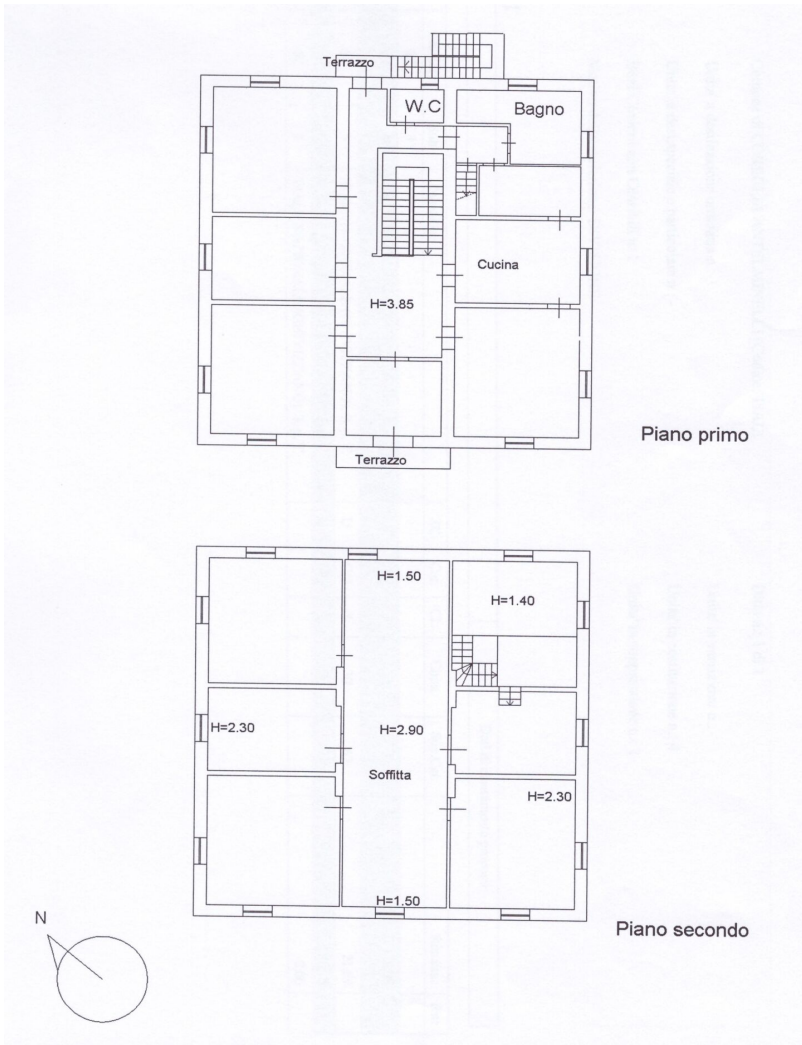 Terrazzo
W.C
Bagno
Cucina
H=3.85
Piano primo
Terrazzo
H=1.50
H=1.40
H=2.30
H=2.90
Soffitta
H=2.30
H=1.50
N
Piano secondo